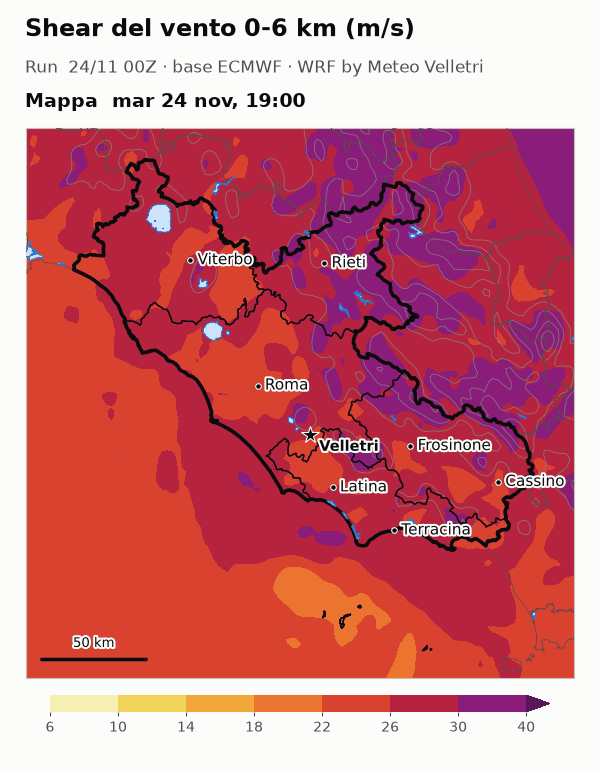 Shear del vento 0-6 km (m/s)
Run  24/11 00Z · base ECMWF · WRF by Meteo Velletri
Mappa  mar 24 nov, 19:00
Viterbo
Rieti
Roma
Velletri
Frosinone
Latina
Cassino
Terracina
50 km
6 10 14 18 22 26 30 40